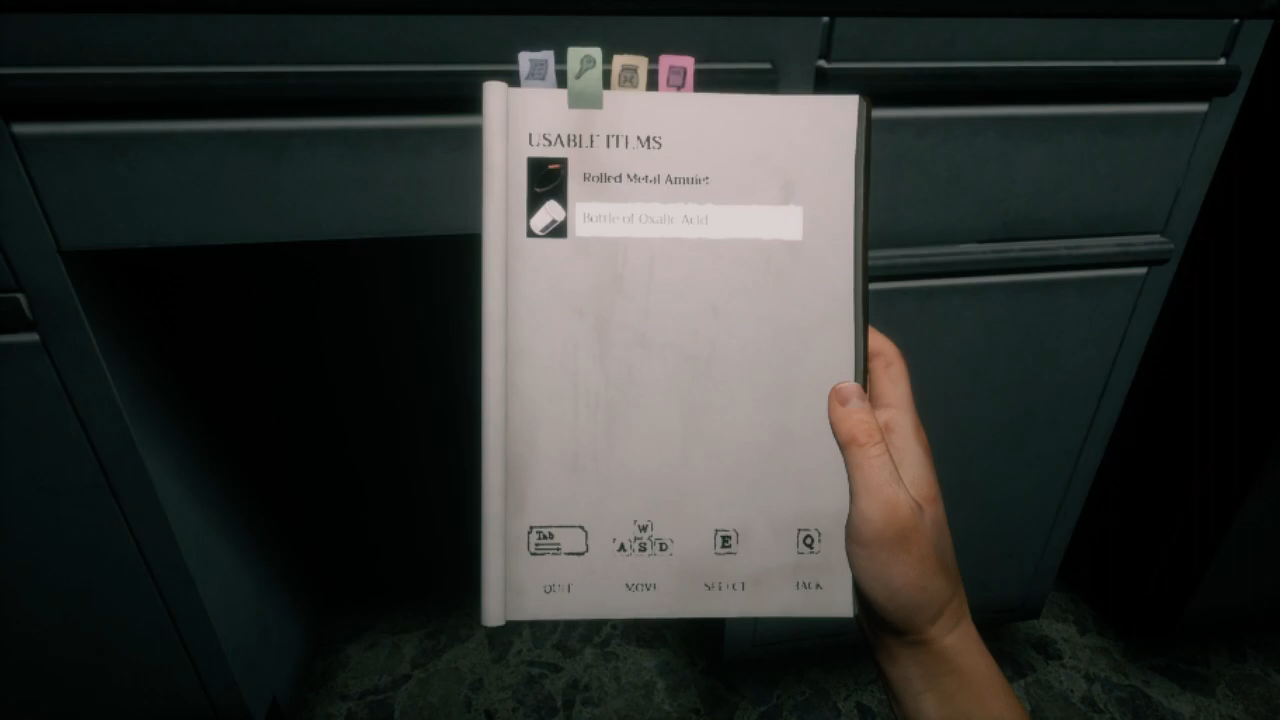 USABLE ITEMS
Rolled Metal Amulet
Bottle of Oxalic Acid
Tab
W
A S D
E
Q
QUIT
MOVE
SELECT
BACK